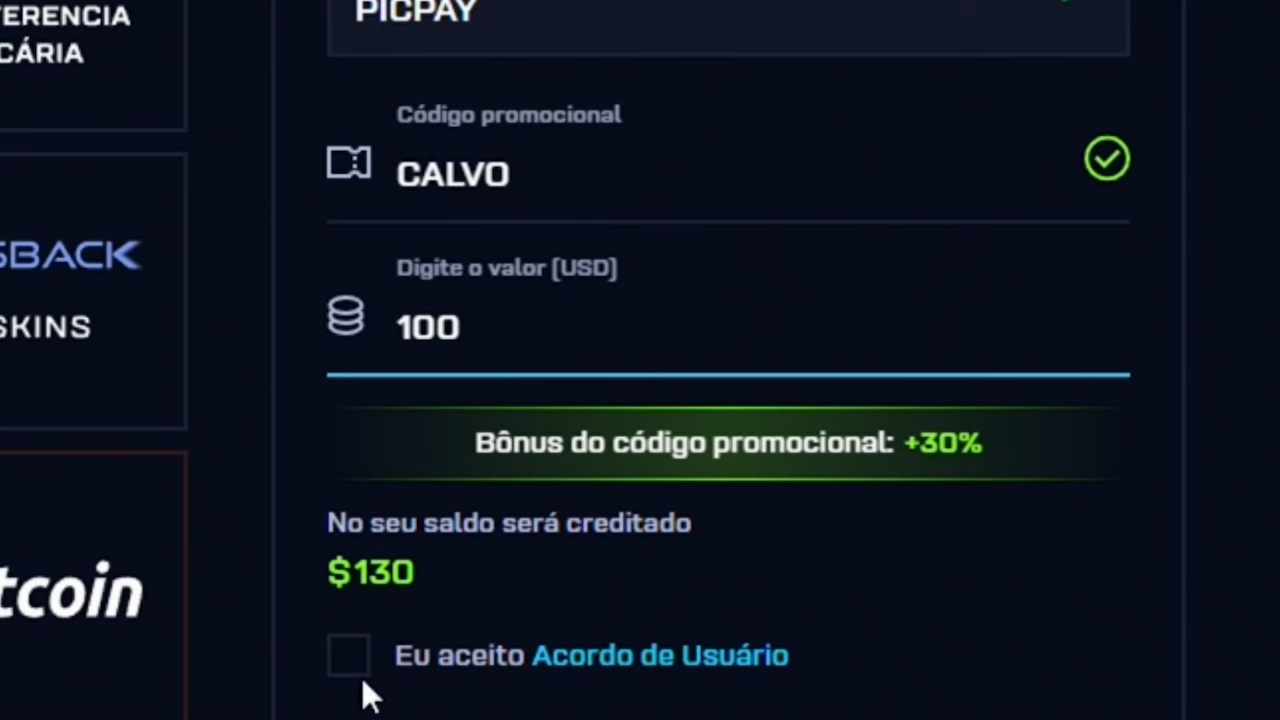 PICPAY
CÁRIA
SKINS
Código promocional
CALVO
Digite o valor (USD)
100
Bônus do código promocional: +30%
No seu saldo será creditado
$130
Eu aceito Acordo de Usuário